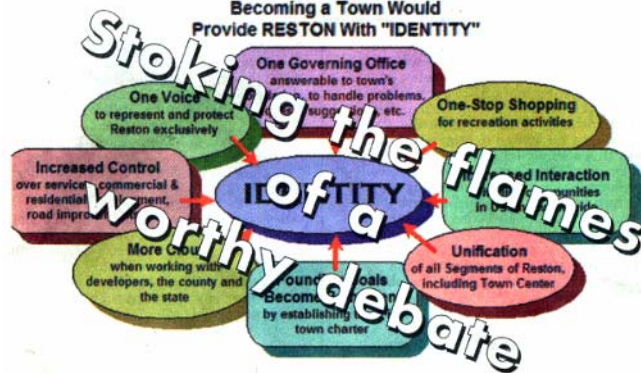 Becoming a Town Would
Provide RESTON With "IDENTITY"
Stoking the flames
of a
worthy debate
One Governing Office
answerable to town's
to handle problems,
etc.
One Voice
to represent and protect
Reston exclusively
One-Stop Shopping
for recreation activities
Increased Control
over commercial &
residential
road
IDENTITY
Interaction
in
More
when working with
developers, the county and
the state
Goals
Become
by establishing
town charter
Unification
of all Segments of Reston,
including Town Center